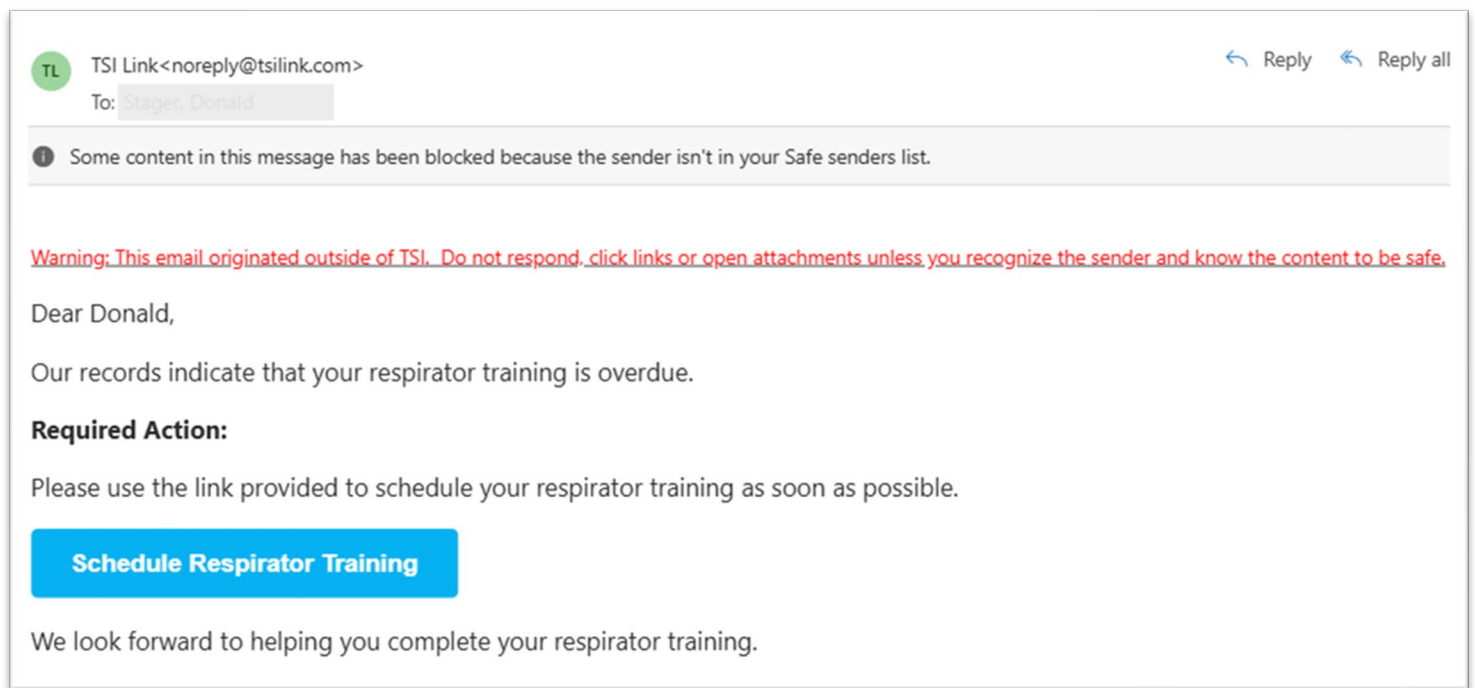 TL
TSI Link<noreply@tsilink.com>
Reply
Reply all
To: Stager, Donald
Some content in this message has been blocked because the sender isn't in your Safe senders list.
Warning: This email originated outside of TSI. Do not respond, click links or open attachments unless you recognize the sender and know the content to be safe.
Dear Donald,
Our records indicate that your respirator training is overdue.
Required Action:
Please use the link provided to schedule your respirator training as soon as possible.
Schedule Respirator Training
We look forward to helping you complete your respirator training.